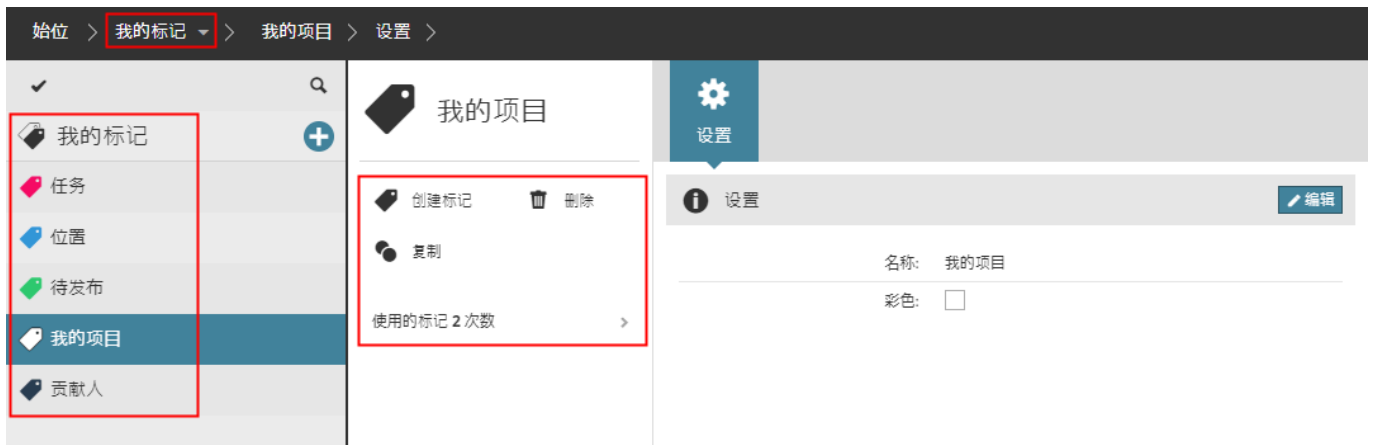 始位 > 我的标记 > 我的项目 > 设置 >
我的标记
任务
位置
待发布
我的项目
贡献人
我的项目
创建标记 删除
复制
使用的标记 2 次数
设置
设置 编辑
名称: 我的项目
彩色: